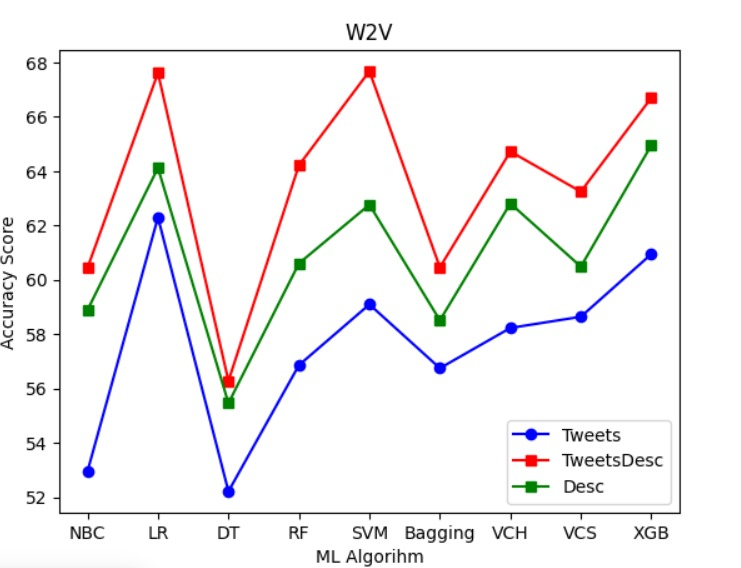 W2V
Accuracy Score
68
66
64
62
60
58
56
54
52
Tweets
TweetsDesc
Desc
NBC LR DT RF SVM Bagging VCH VCS XGB
ML Algorihm